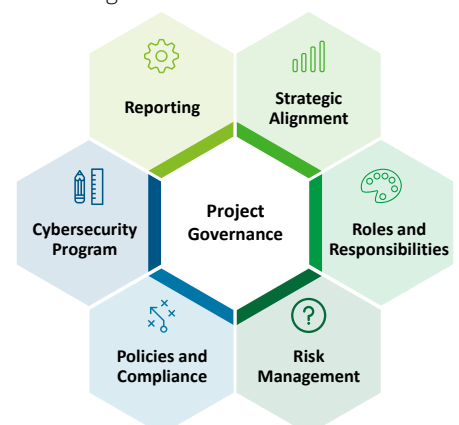 Reporting
Strategic
Alignment
Cybersecurity
Program
Project
Governance
Roles and
Responsibilities
Policies and
Compliance
Risk
Management